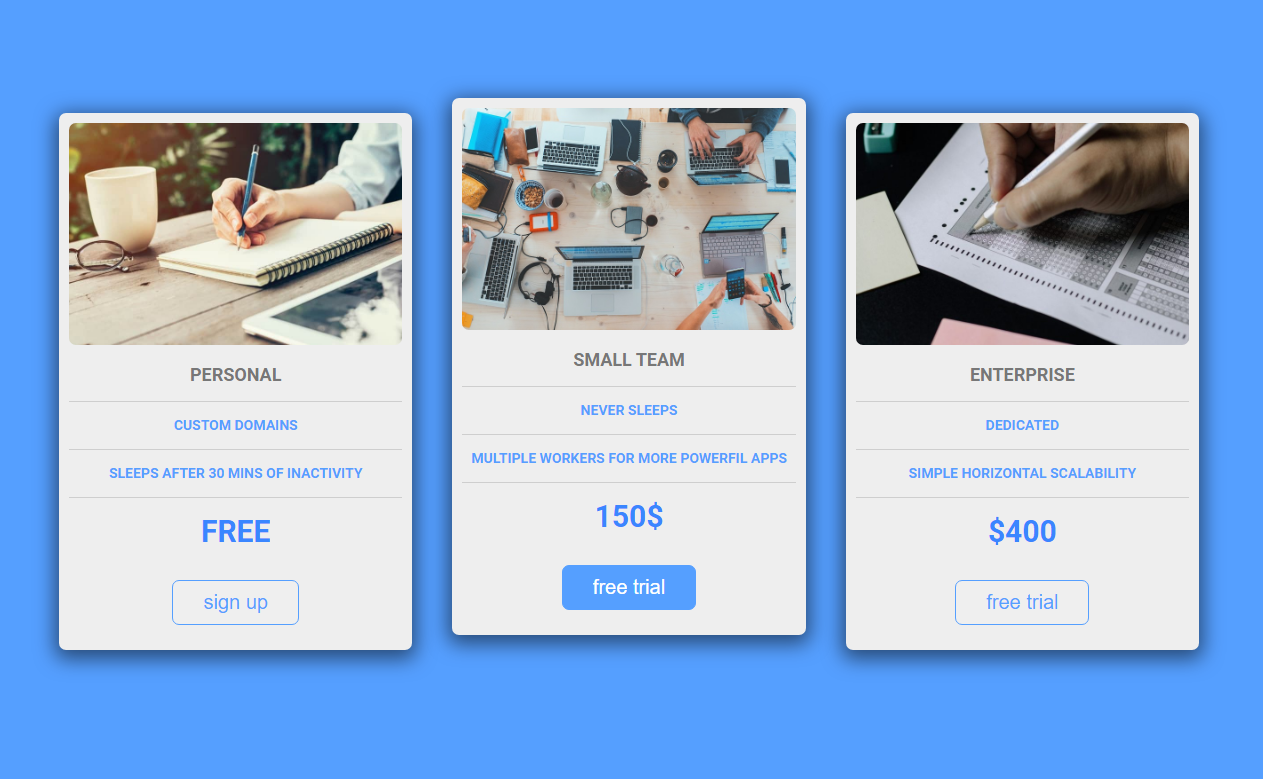 PERSONAL
CUSTOM DOMAINS
SLEEPS AFTER 30 MINS OF INACTIVITY
FREE
sign up
SMALL TEAM
NEVER SLEEPS
MULTIPLE WORKERS FOR MORE POWERFIL APPS
150$
free trial
ENTERPRISE
DEDICATED
SIMPLE HORIZONTAL SCALABILITY
$400
free trial